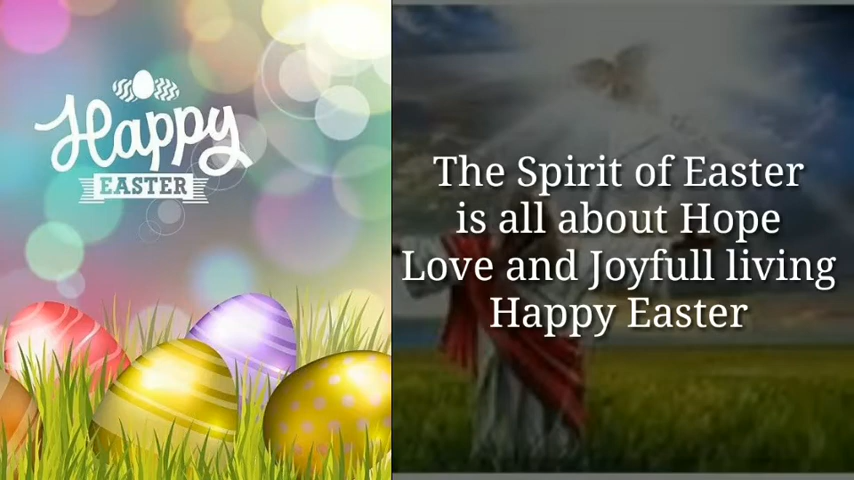 Happy
EASTER
The Spirit of Easter
is all about Hope
Love and Joyfull living
Happy Easter